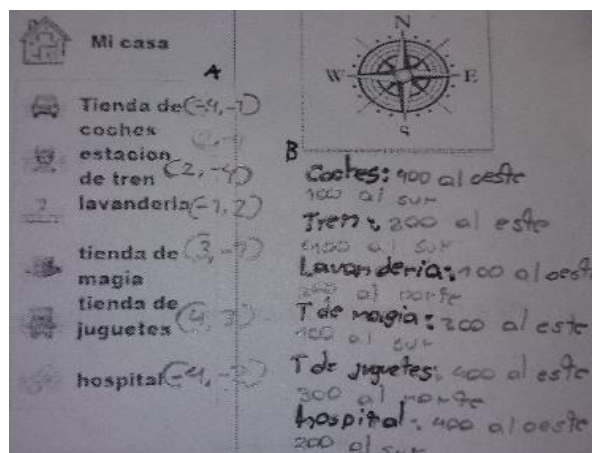 Mi casa
A
Tienda de (-4,-1)
coches
estacion
de tren (2,-4)
lavanderia (-1,2)
tienda de
magia
tienda de
juguetes (4,3)
hospital (-4,-2)
N
W E
S
B
Coches: 400 al oeste
100 al sur
Tren: 200 al este
400 al sur
Lavanderia: 100 al oeste
200 al norte
T de magia: 200 al este
100 al sur
T de juguetes: 400 al este
300 al norte
hospital: 400 al oeste
200 al sur